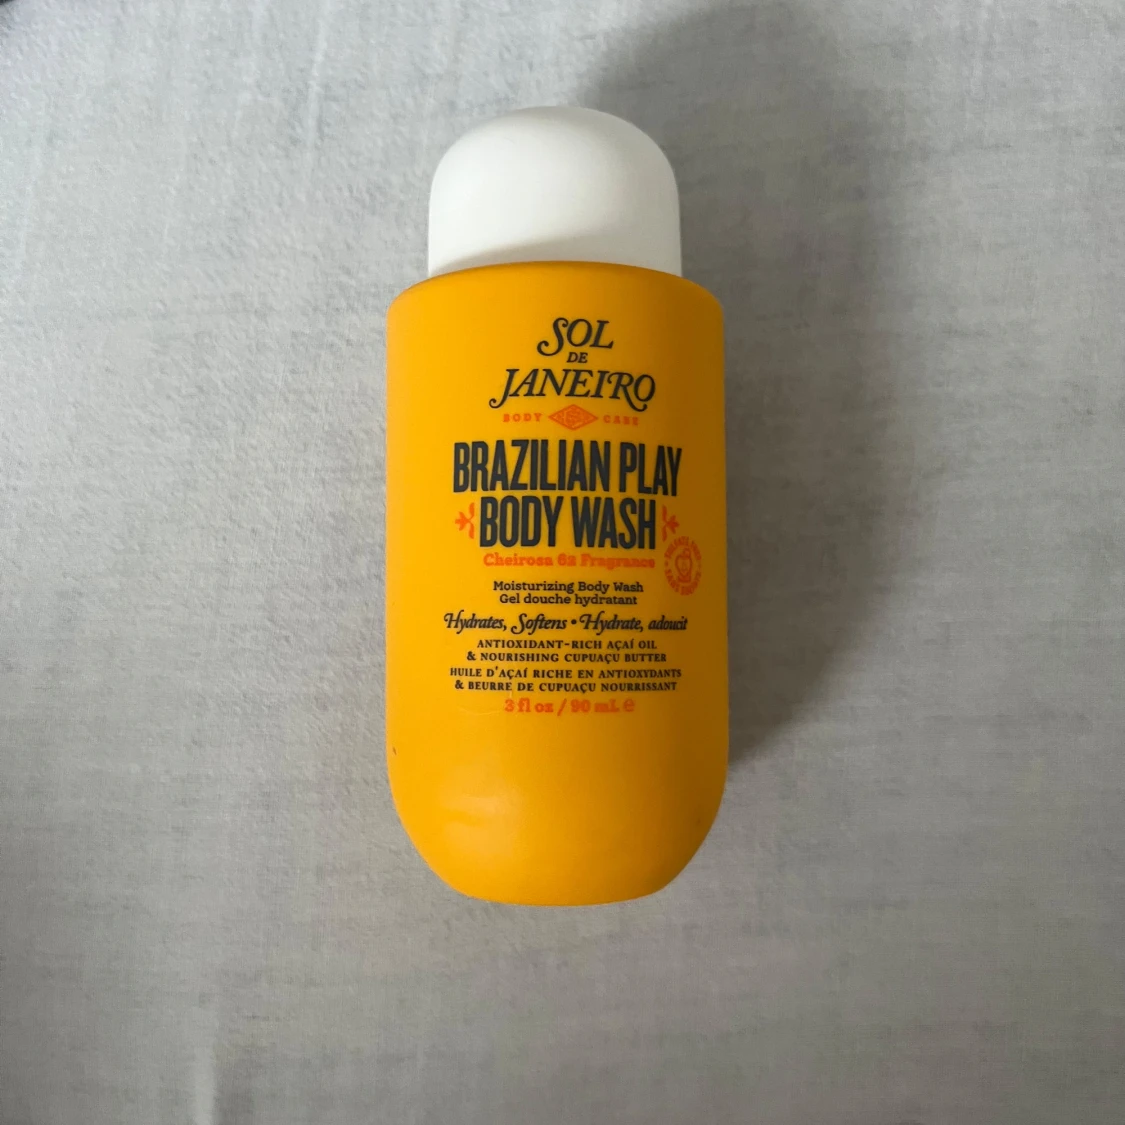 SOL
DE
JANEIRO
BODY CARE
BRAZILIAN PLAY
BODY WASH
Cheirosa 62 Fragrance
Moisturizing Body Wash
Gel douche hydratant
Hydrates, Softens • Hydrate, adoucit
ANTIOXIDANT-RICH AÇAÍ OIL
& NOURISHING CUPUAÇU BUTTER
HUILE D'AÇAÍ RICHE EN ANTIOXYDANTS
& BEURRE DE CUPUAÇU NOURRISSANT
3 fl oz / 90 mL ℮